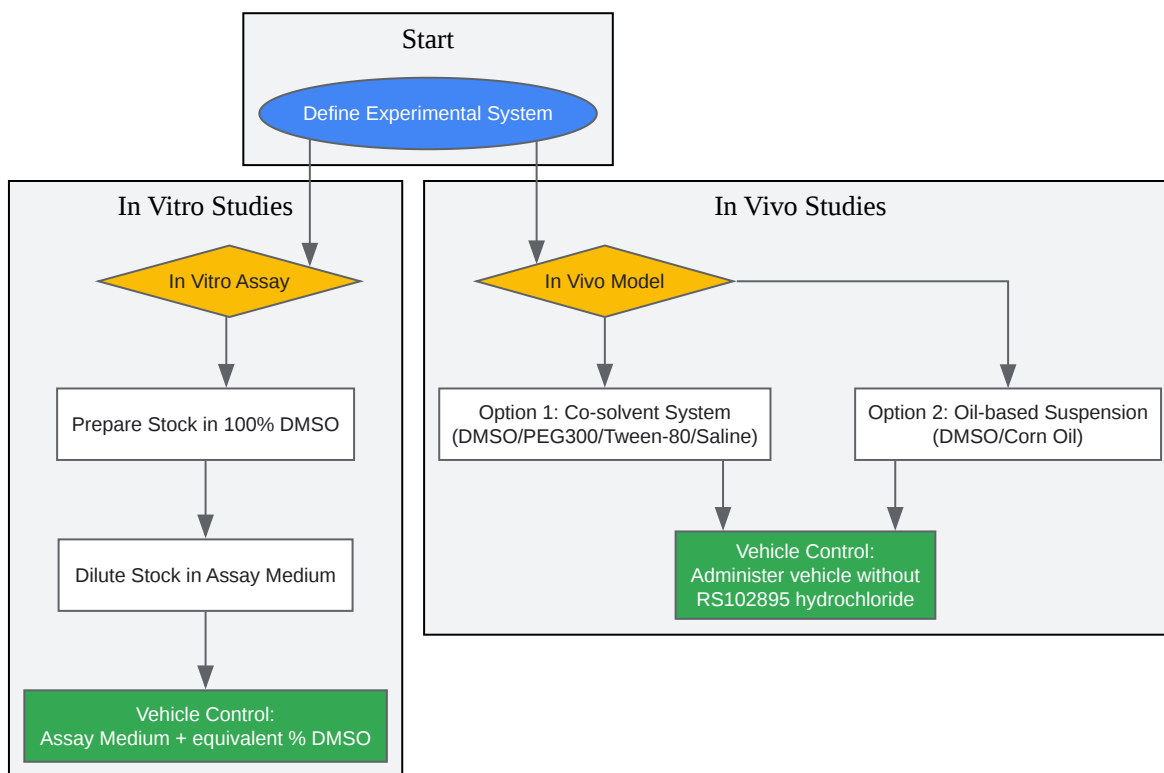 Start
Define Experimental System
In Vitro Studies
In Vitro Assay
Prepare Stock in 100% DMSO
Dilute Stock in Assay Medium
Vehicle Control:
Assay Medium + equivalent % DMSO
In Vivo Studies
In Vivo Model
Option 1: Co-solvent System
(DMSO/PEG300/Tween-80/Saline)
Option 2: Oil-based Suspension
(DMSO/Corn Oil)
Vehicle Control:
Administer vehicle without
RS102895 hydrochloride